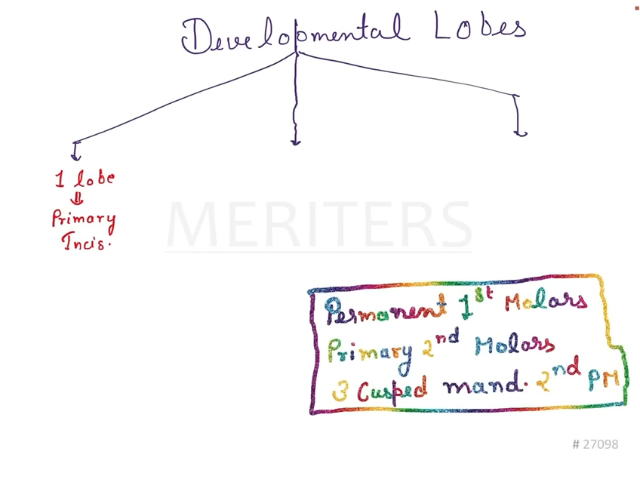 Developmental Lobes
1 lobe
⇓
Primary
Incis.
MERITERS
Permanent 1st Molars
Primary 2nd Molars
3 Cusped mand. 2nd PM
# 27098